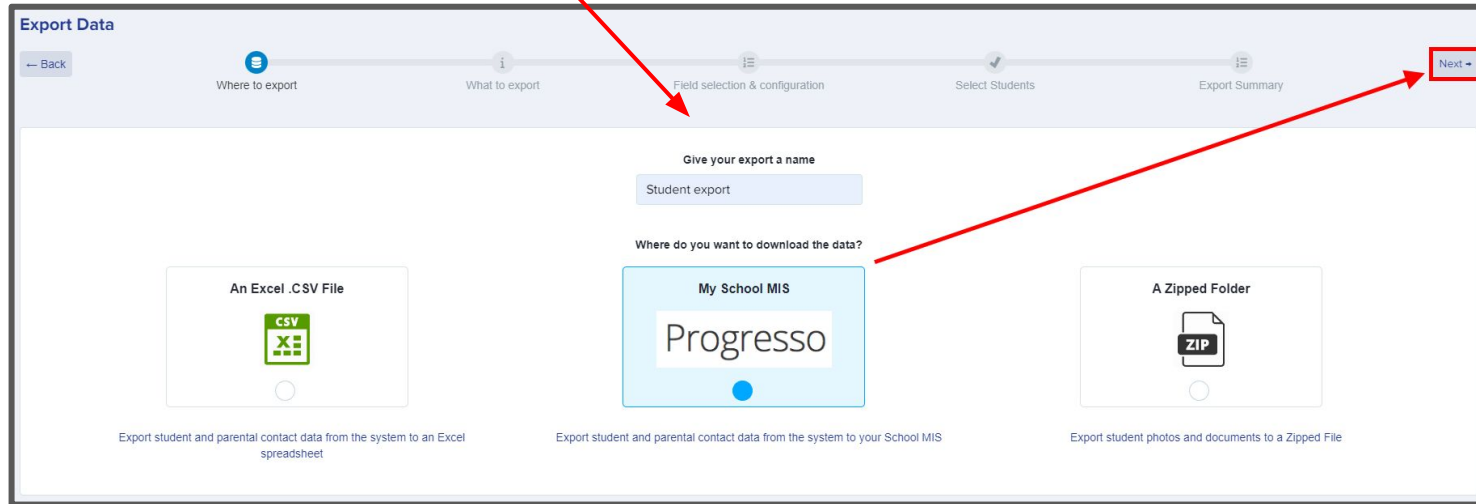 Export Data
← Back
Where to export
What to export
Field selection & configuration
Select Students
Export Summary
Next →
Give your export a name
Student export
Where do you want to download the data?
An Excel .CSV File
CSV
My School MIS
Progresso
A Zipped Folder
ZIP
Export student and parental contact data from the system to an Excel
spreadsheet
Export student and parental contact data from the system to your School MIS
Export student photos and documents to a Zipped File